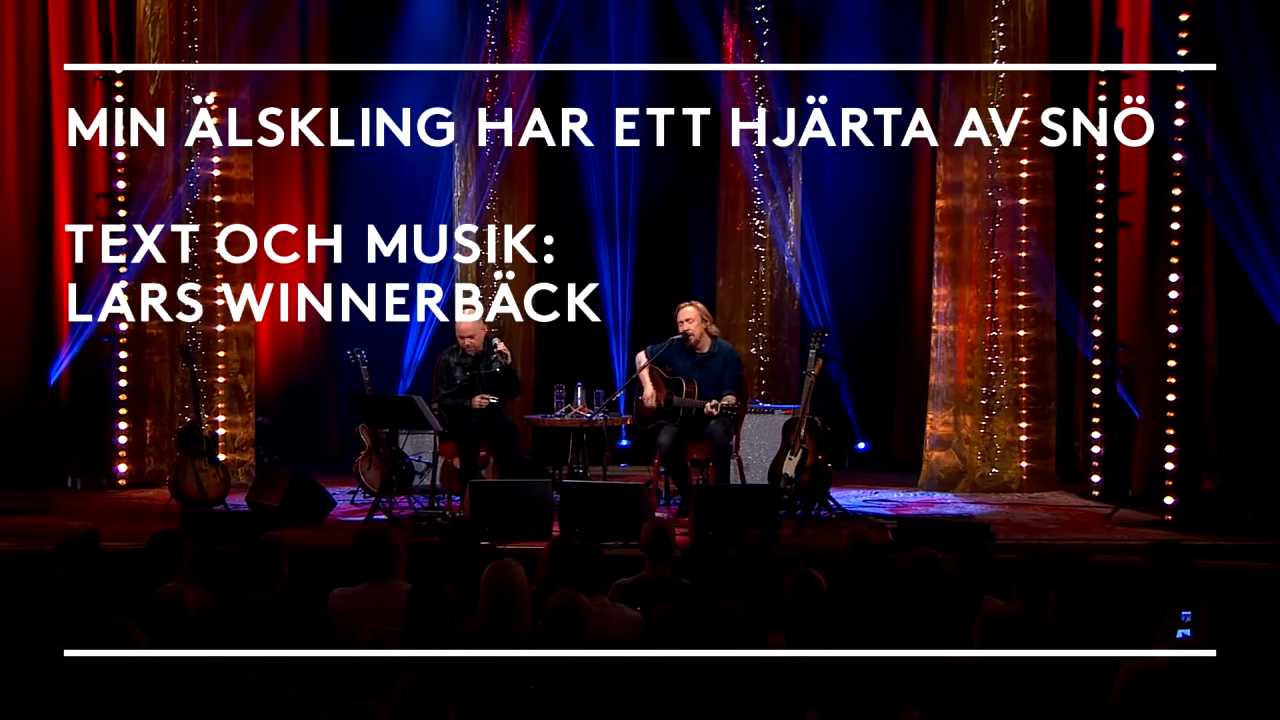 MIN ÄLSKLING HAR ETT HJÄRTA AV SNÖ
TEXT OCH MUSIK:
LARS WINNERBÄCK